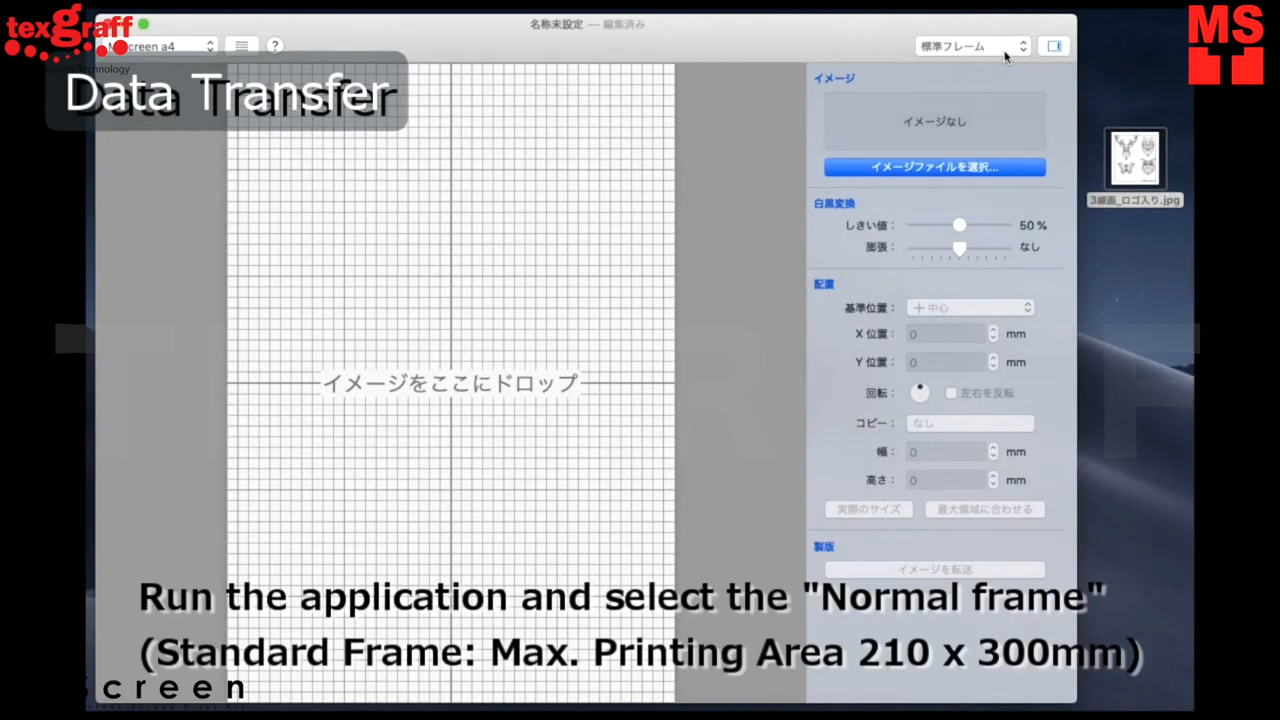 texgraff
MS
名称未設定 — 編集済み
screen a4
?
標準フレーム
System Technology
Data Transfer
イメージ
イメージなし
イメージファイルを選択...
3線画_ロゴ入り.jpg
白黒変換
しきい値：
50 %
膨張：
なし
配置
基準位置：
中心
X 位置：
0
mm
Y 位置：
0
mm
回転：
左右を反転
コピー：
なし
幅：
0
mm
高さ：
0
mm
実際のサイズ
最大領域に合わせる
イメージをここにドロップ
製版
イメージを転送
Run the application and select the "Normal frame"
(Standard Frame: Max. Printing Area 210 x 300mm)
Screen